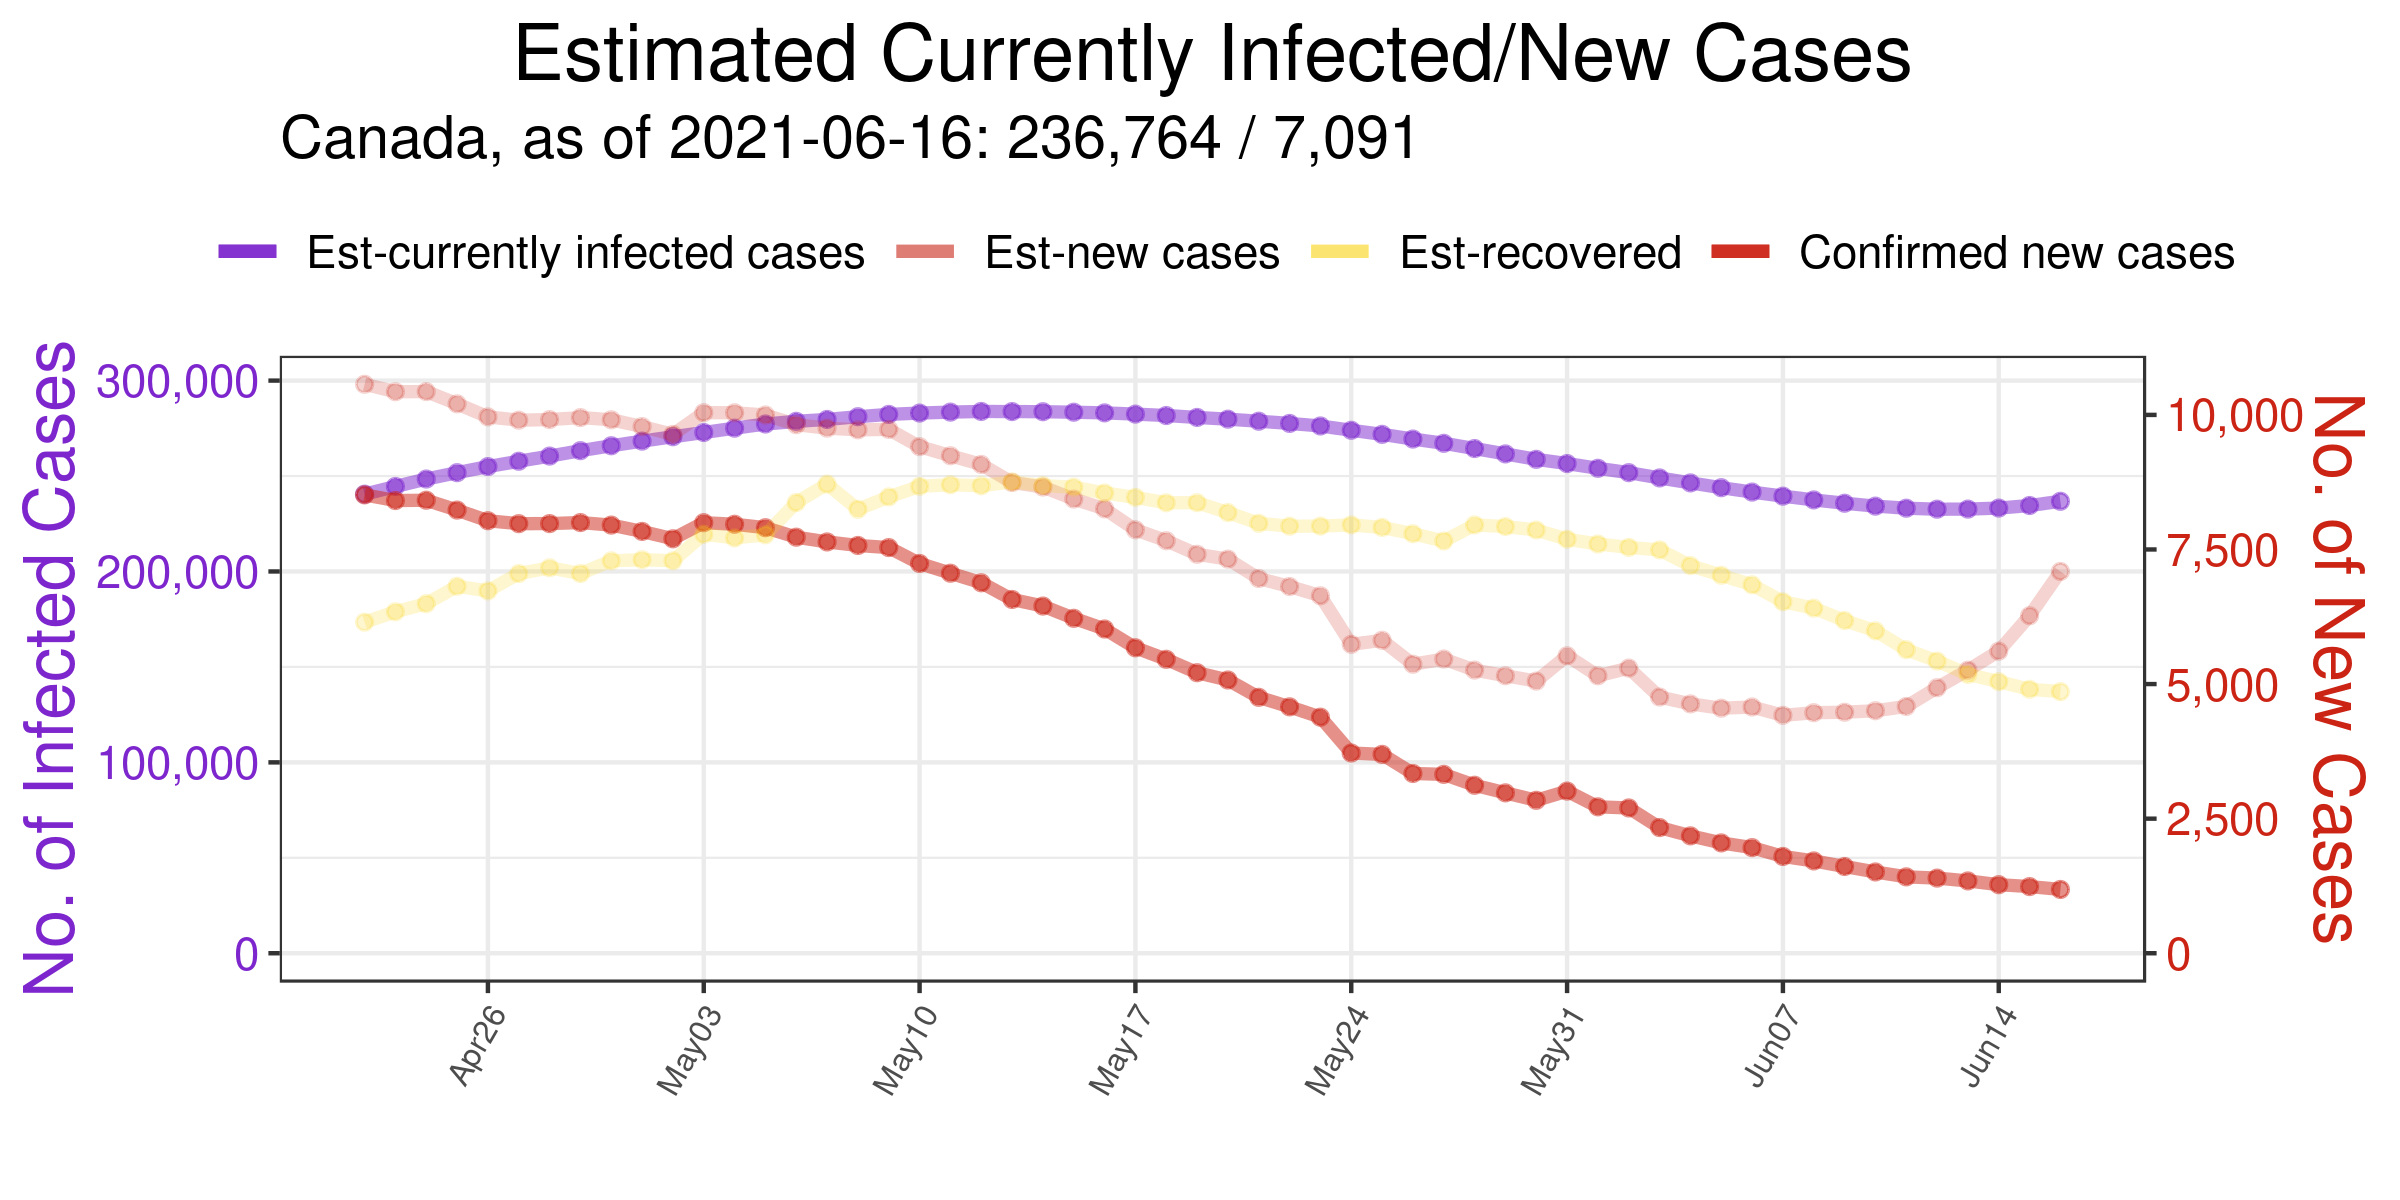 Estimated Currently Infected/New Cases
Canada, as of 2021-06-16: 236,764 / 7,091
Est-currently infected cases Est-new cases Est-recovered Confirmed new cases
No. of Infected Cases
300,000
200,000
100,000
0
10,000
7,500
5,000
2,500
0
No. of New Cases
Apr26 May03 May10 May17 May24 May31 Jun07 Jun14